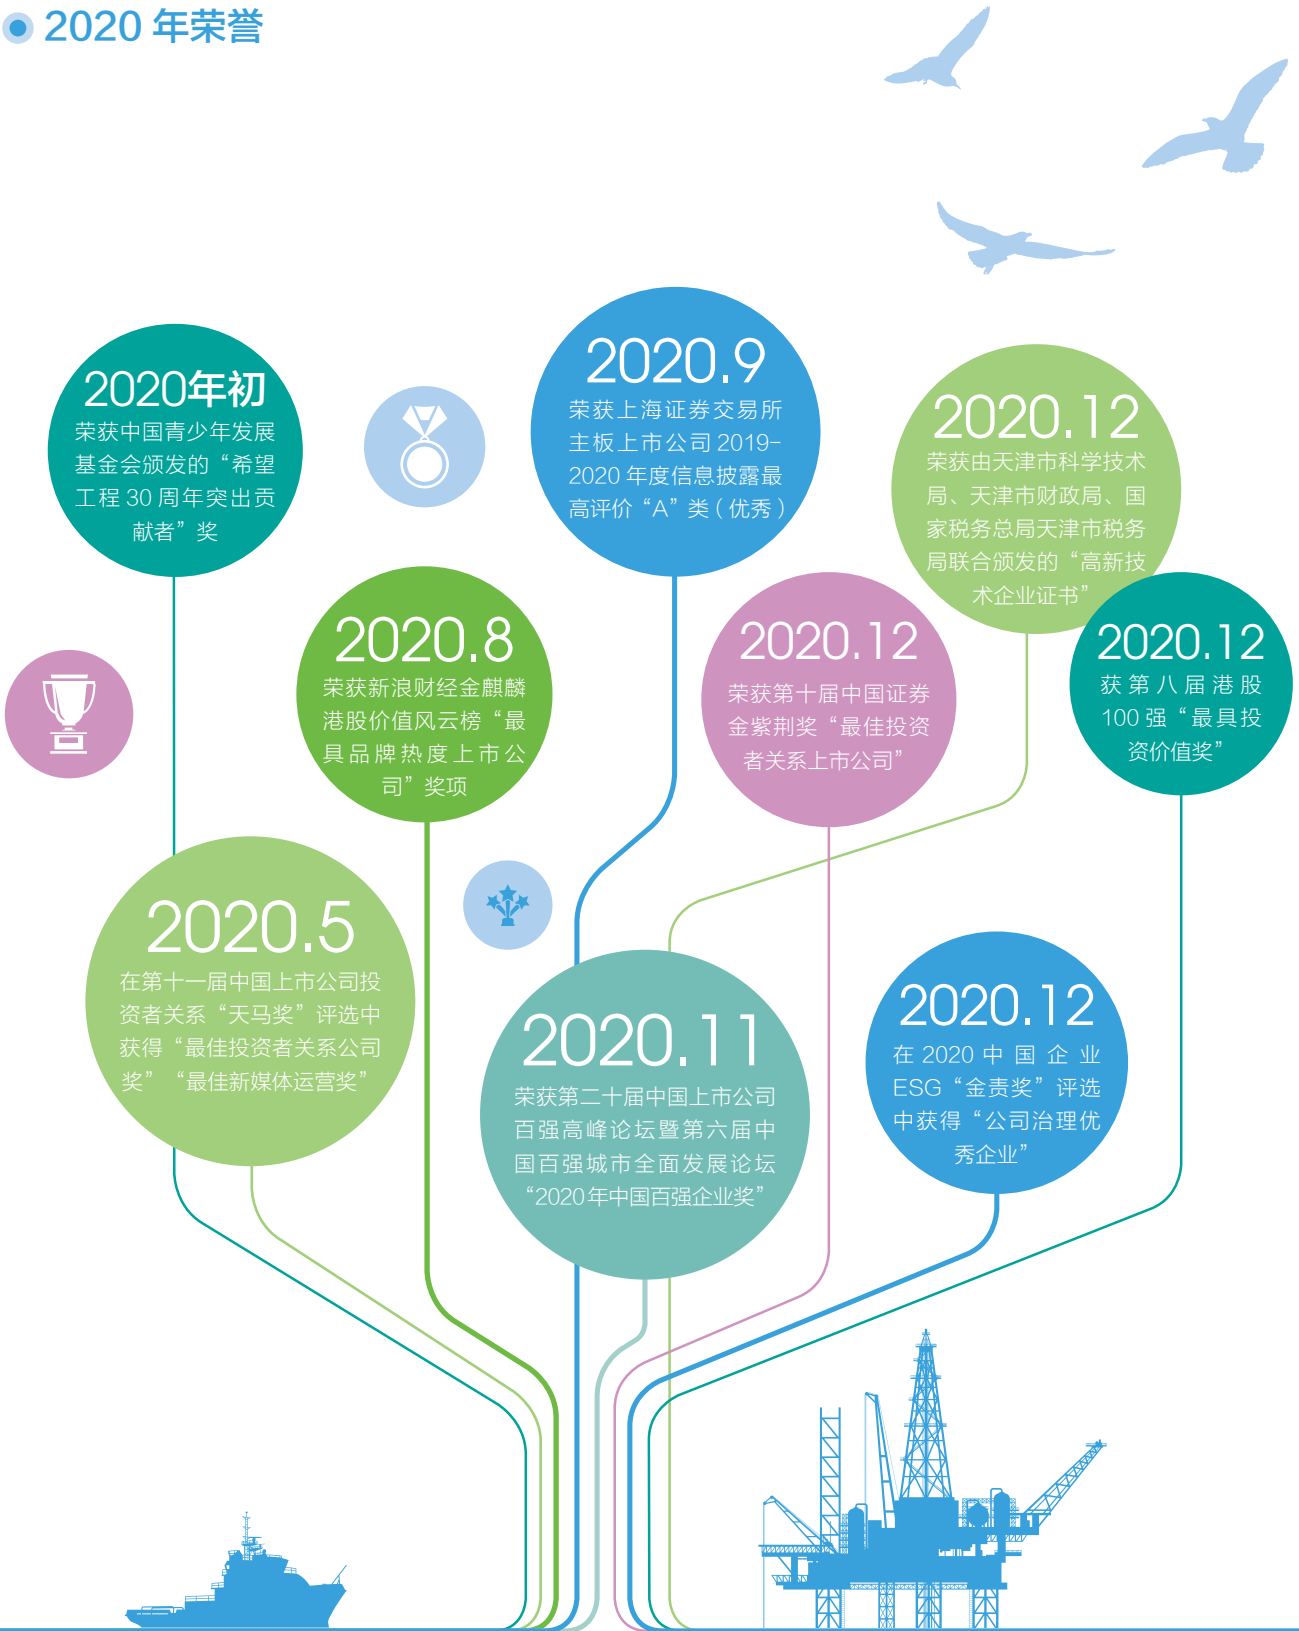 2020 年荣誉
2020年初
荣获中国青少年发展
基金会颁发的“希望
工程 30 周年突出贡
献者”奖
2020.9
荣获上海证券交易所
主板上市公司 2019-
2020 年度信息披露最
高评价“A”类（优秀）
2020.12
荣获由天津市科学技术
局、天津市财政局、国
家税务总局天津市税务
局联合颁发的“高新技
术企业证书”
2020.8
荣获新浪财经金麒麟
港股价值风云榜“最
具品牌热度上市公
司”奖项
2020.12
荣获第十届中国证券
金紫荆奖“最佳投资
者关系上市公司”
2020.12
获第八届港股
100 强“最具投
资价值奖”
2020.5
在第十一届中国上市公司投
资者关系“天马奖”评选中
获得“最佳投资者关系公司
奖”“最佳新媒体运营奖”
2020.11
荣获第二十届中国上市公司
百强高峰论坛暨第六届中
国百强城市全面发展论坛
“2020 年中国百强企业奖”
2020.12
在 2020 中国企业
ESG“金责奖”评选
中获得“公司治理优
秀企业”